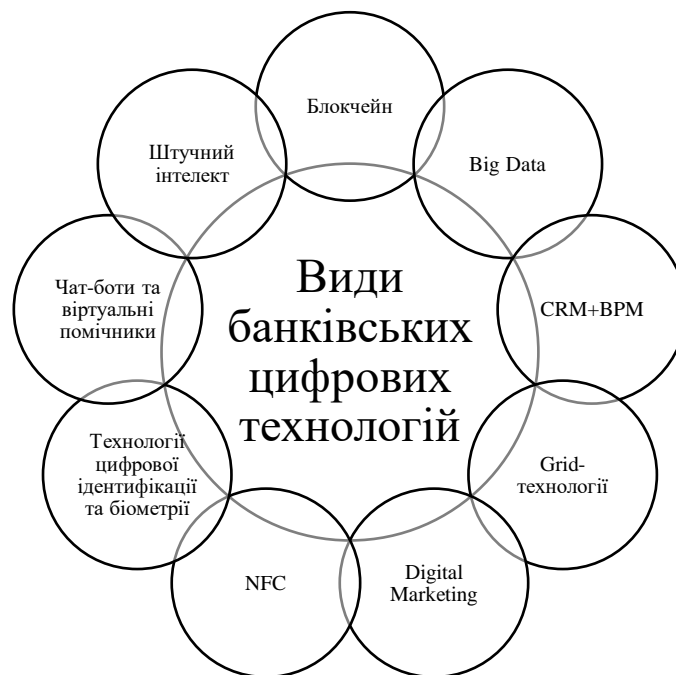 Блокчейн
Big Data
CRM+BPM
Grid-
технології
Digital
Marketing
NFC
Технології
цифрової
ідентифікації
та біометрії
Чат-боти та
віртуальні
помічники
Штучний
інтелект
Види
банківських
цифрових
технологій